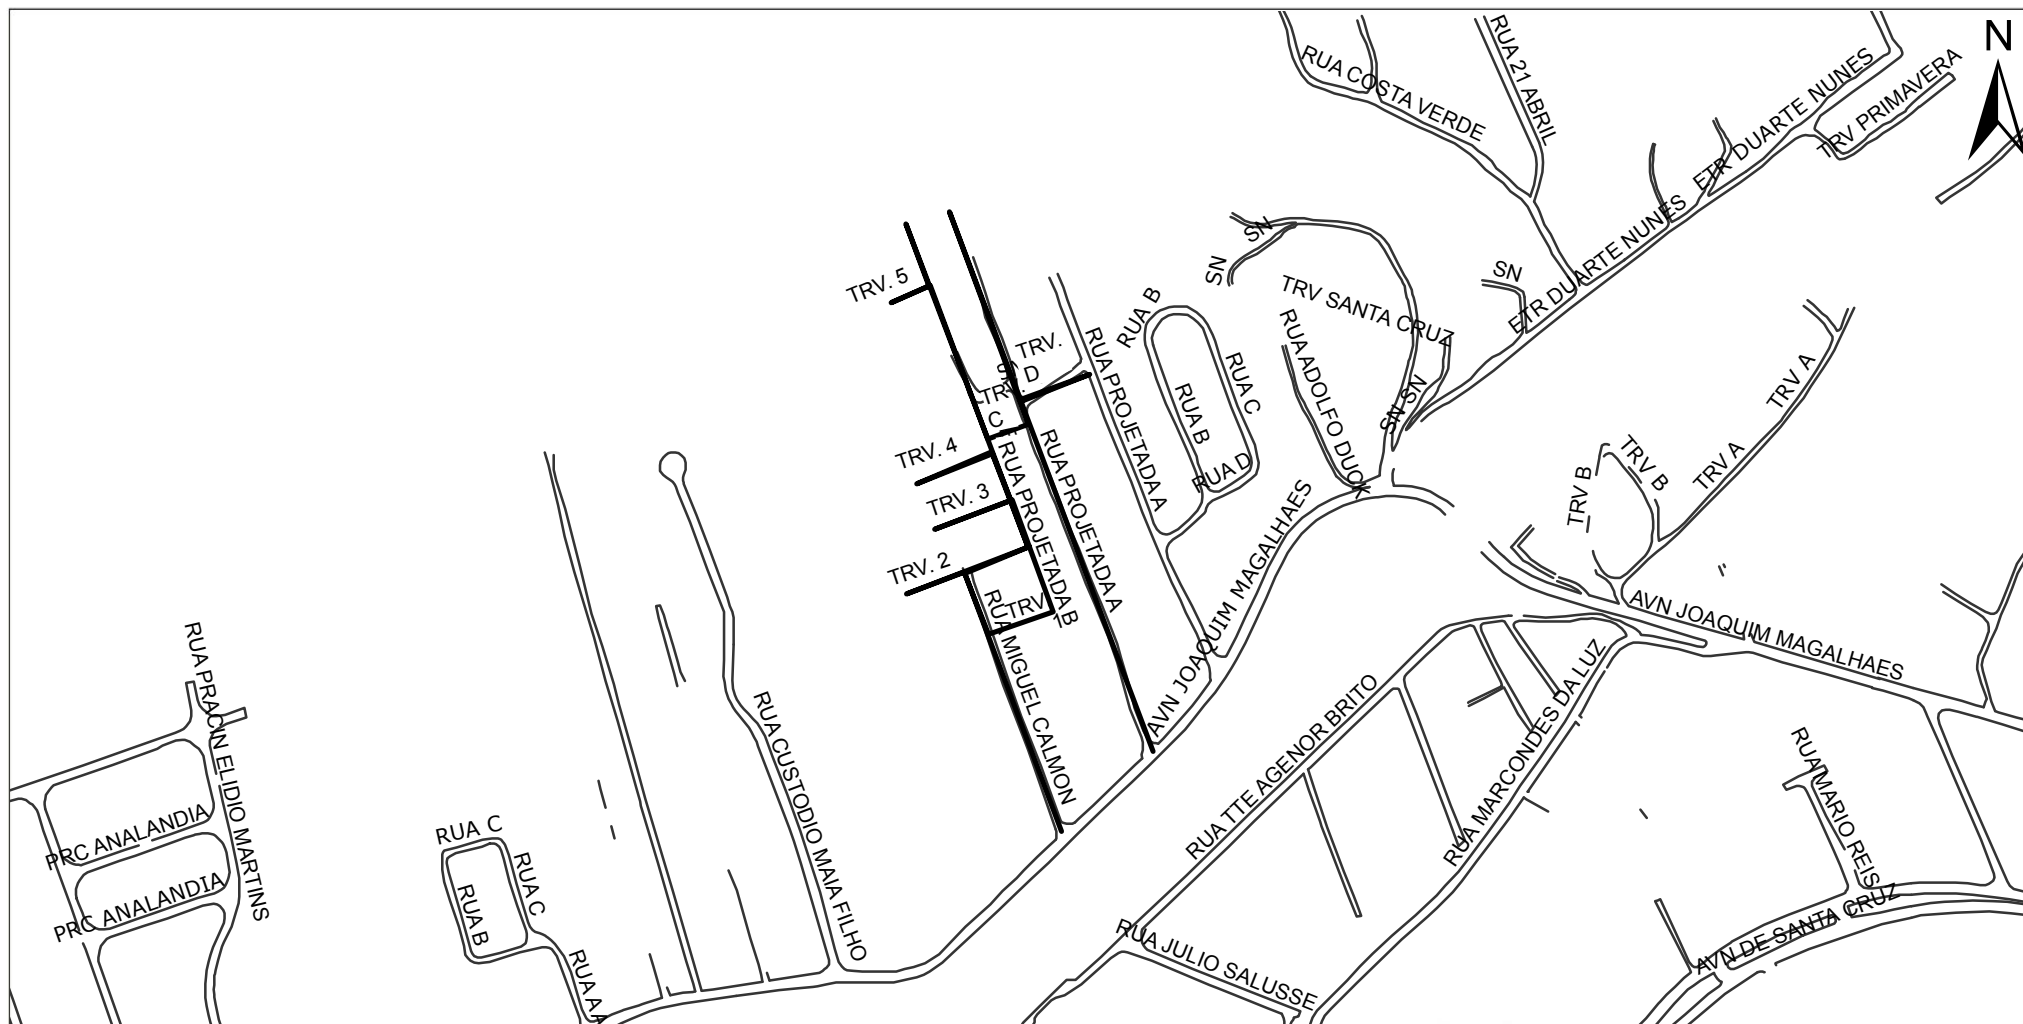 N
RUA COSTA VERDE
RUA 21 ABRIL
ETR DUARTE NUNES
TRV PRIMAVERA
ETR DUARTE NUNES
SN
SN
SN
TRV. 5
TRV SANTA CRUZ
RUA B
RUA ADOLFO DUCK
TRV.
D
RUA PROJETADA A
RUA C
RUA B
RUA D
SN SN
TRV A
TRV A
C
TRV. 4
RUA PROJETADA B
RUA PROJETADA A
TRV B
TRV B
TRV. 3
TRV. 2
TRV
1
RUA MIGUEL CALMON
AVN JOAQUIM MAGALHAES
AVN JOAQUIM MAGALHAES
RUA PRACIN ELIDIO MARTINS
RUA CUSTODIO MAIA FILHO
RUA TTE AGENOR BRITO
RUA MARCONDES DA LUZ
RUA MARIO REIS
PRC ANALANDIA
PRC ANALANDIA
RUA C
RUA C
RUA B
RUA A
RUA JULIO SALUSSE
AVN DE SANTA CRUZ